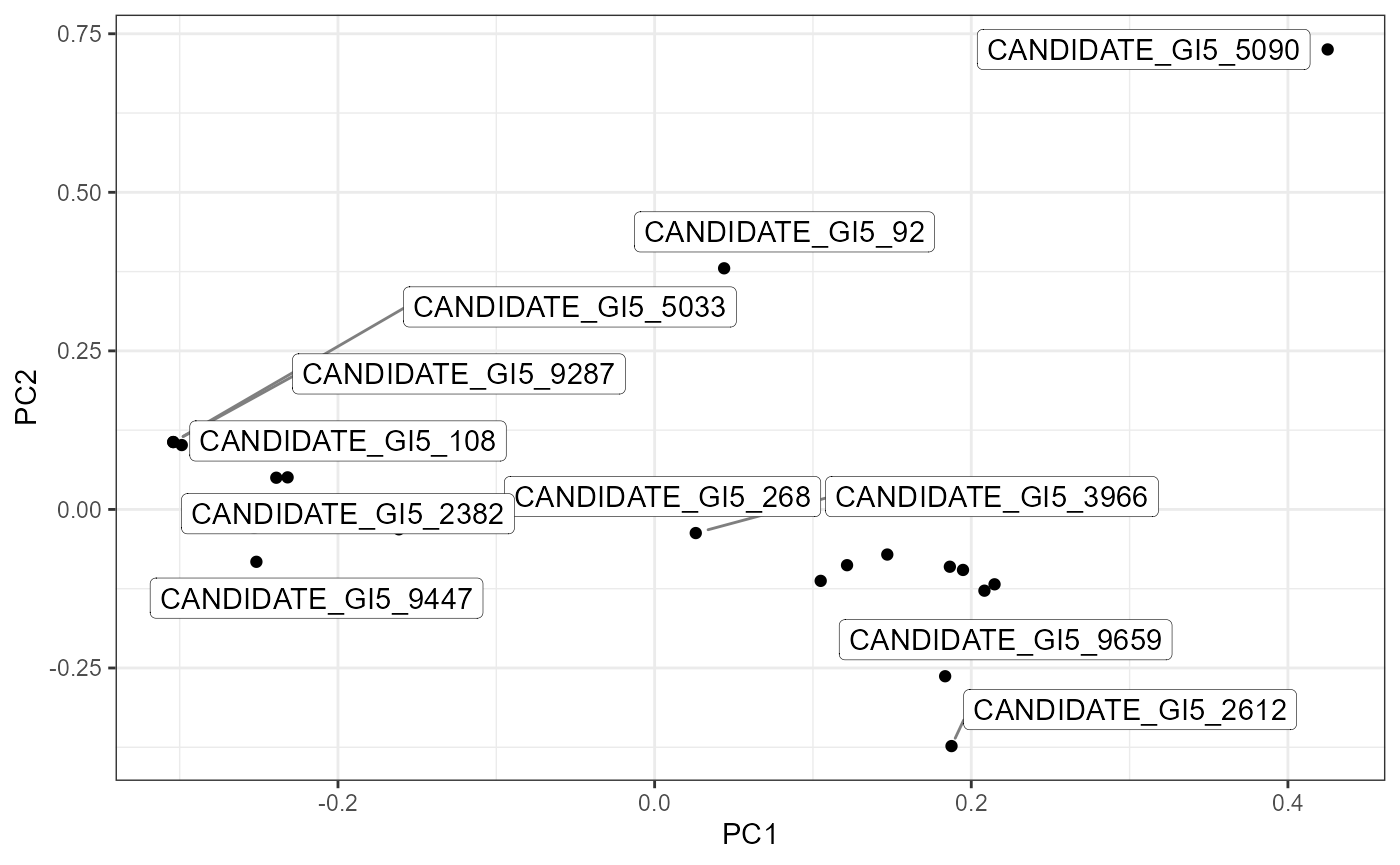 0.75
CANDIDATE_GI5_5090
0.50
CANDIDATE_GI5_92
CANDIDATE_GI5_5033
0.25
CANDIDATE_GI5_9287
PC2
CANDIDATE_GI5_108
CANDIDATE_GI5_268
CANDIDATE_GI5_3966
0.00
CANDIDATE_GI5_2382
CANDIDATE_GI5_9447
CANDIDATE_GI5_9659
-0.25
CANDIDATE_GI5_2612
-0.2
0.0
0.2
0.4
PC1